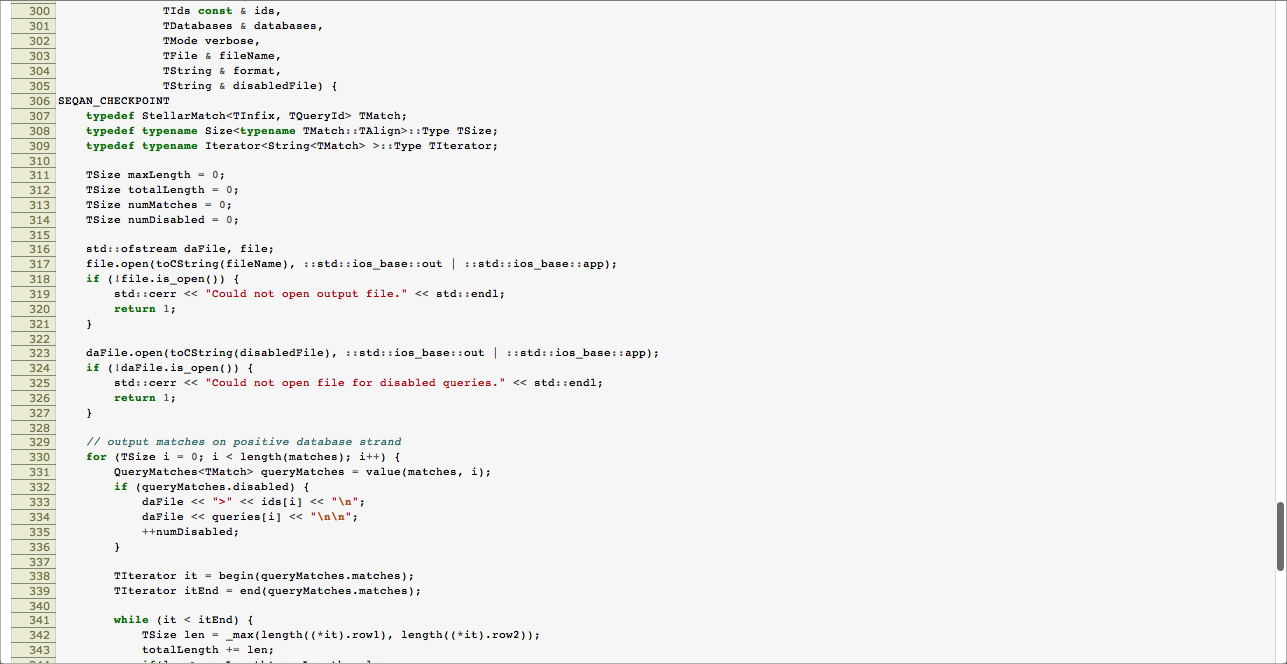 300 TIds const & ids,
301 TDatabases & databases,
302 TMode verbose,
303 TFile & fileName,
304 TString & format,
305 TString & disabledFile) {
306 SEQAN_CHECKPOINT
307 typedef StellarMatch<TInfix, TQueryId> TMatch;
308 typedef typename Size<typename TMatch::TAlign>::Type TSize;
309 typedef typename Iterator<String<TMatch> >::Type TIterator;
310
311 TSize maxLength = 0;
312 TSize totalLength = 0;
313 TSize numMatches = 0;
314 TSize numDisabled = 0;
315
316 std::ofstream daFile, file;
317 file.open(toCString(fileName), ::std::ios_base::out | ::std::ios_base::app);
318 if (!file.is_open()) {
319 std::cerr << "Could not open output file." << std::endl;
320 return 1;
321 }
322
323 daFile.open(toCString(disabledFile), ::std::ios_base::out | ::std::ios_base::app);
324 if (!daFile.is_open()) {
325 std::cerr << "Could not open file for disabled queries." << std::endl;
326 return 1;
327 }
328
329 // output matches on positive database strand
330 for (TSize i = 0; i < length(matches); i++) {
331 QueryMatches<TMatch> queryMatches = value(matches, i);
332 if (queryMatches.disabled) {
333 daFile << ">" << ids[i] << "\n";
334 daFile << queries[i] << "\n\n";
335 ++numDisabled;
336 }
337
338 TIterator it = begin(queryMatches.matches);
339 TIterator itEnd = end(queryMatches.matches);
340
341 while (it < itEnd) {
342 TSize len = _max(length((*it).row1), length((*it).row2));
343 totalLength += len;